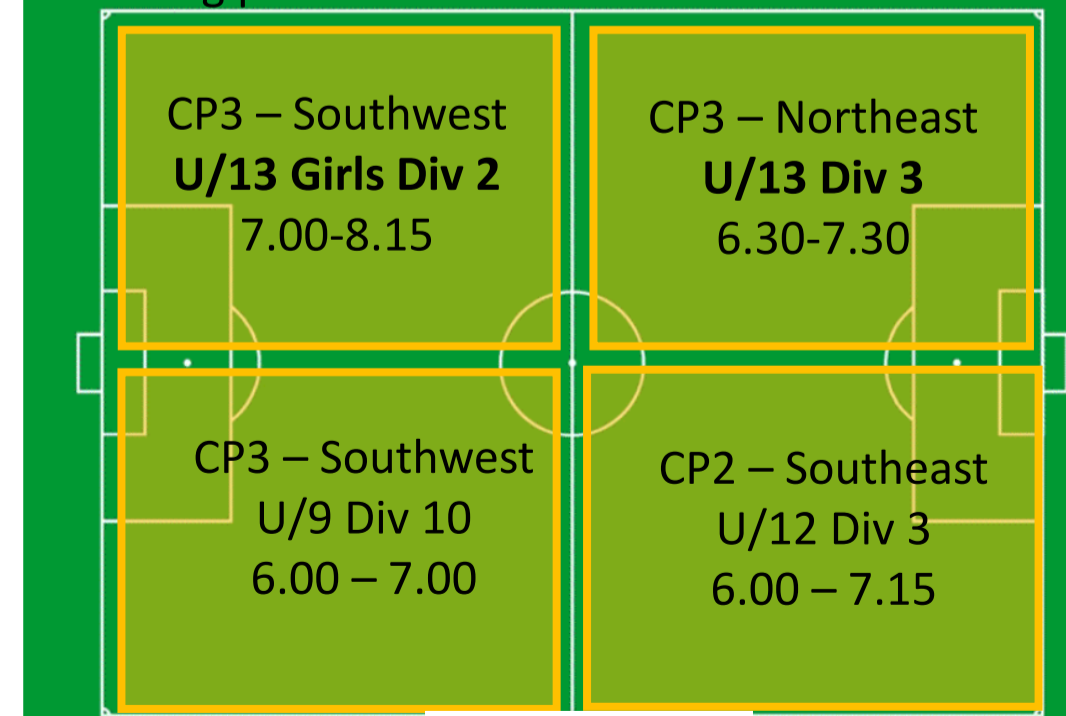 CP3 – Southwest
U/13 Girls Div 2
7.00-8.15
CP3 – Northeast
U/13 Div 3
6.30-7.30
CP3 – Southwest
U/9 Div 10
6.00 – 7.00
CP2 – Southeast
U/12 Div 3
6.00 – 7.15